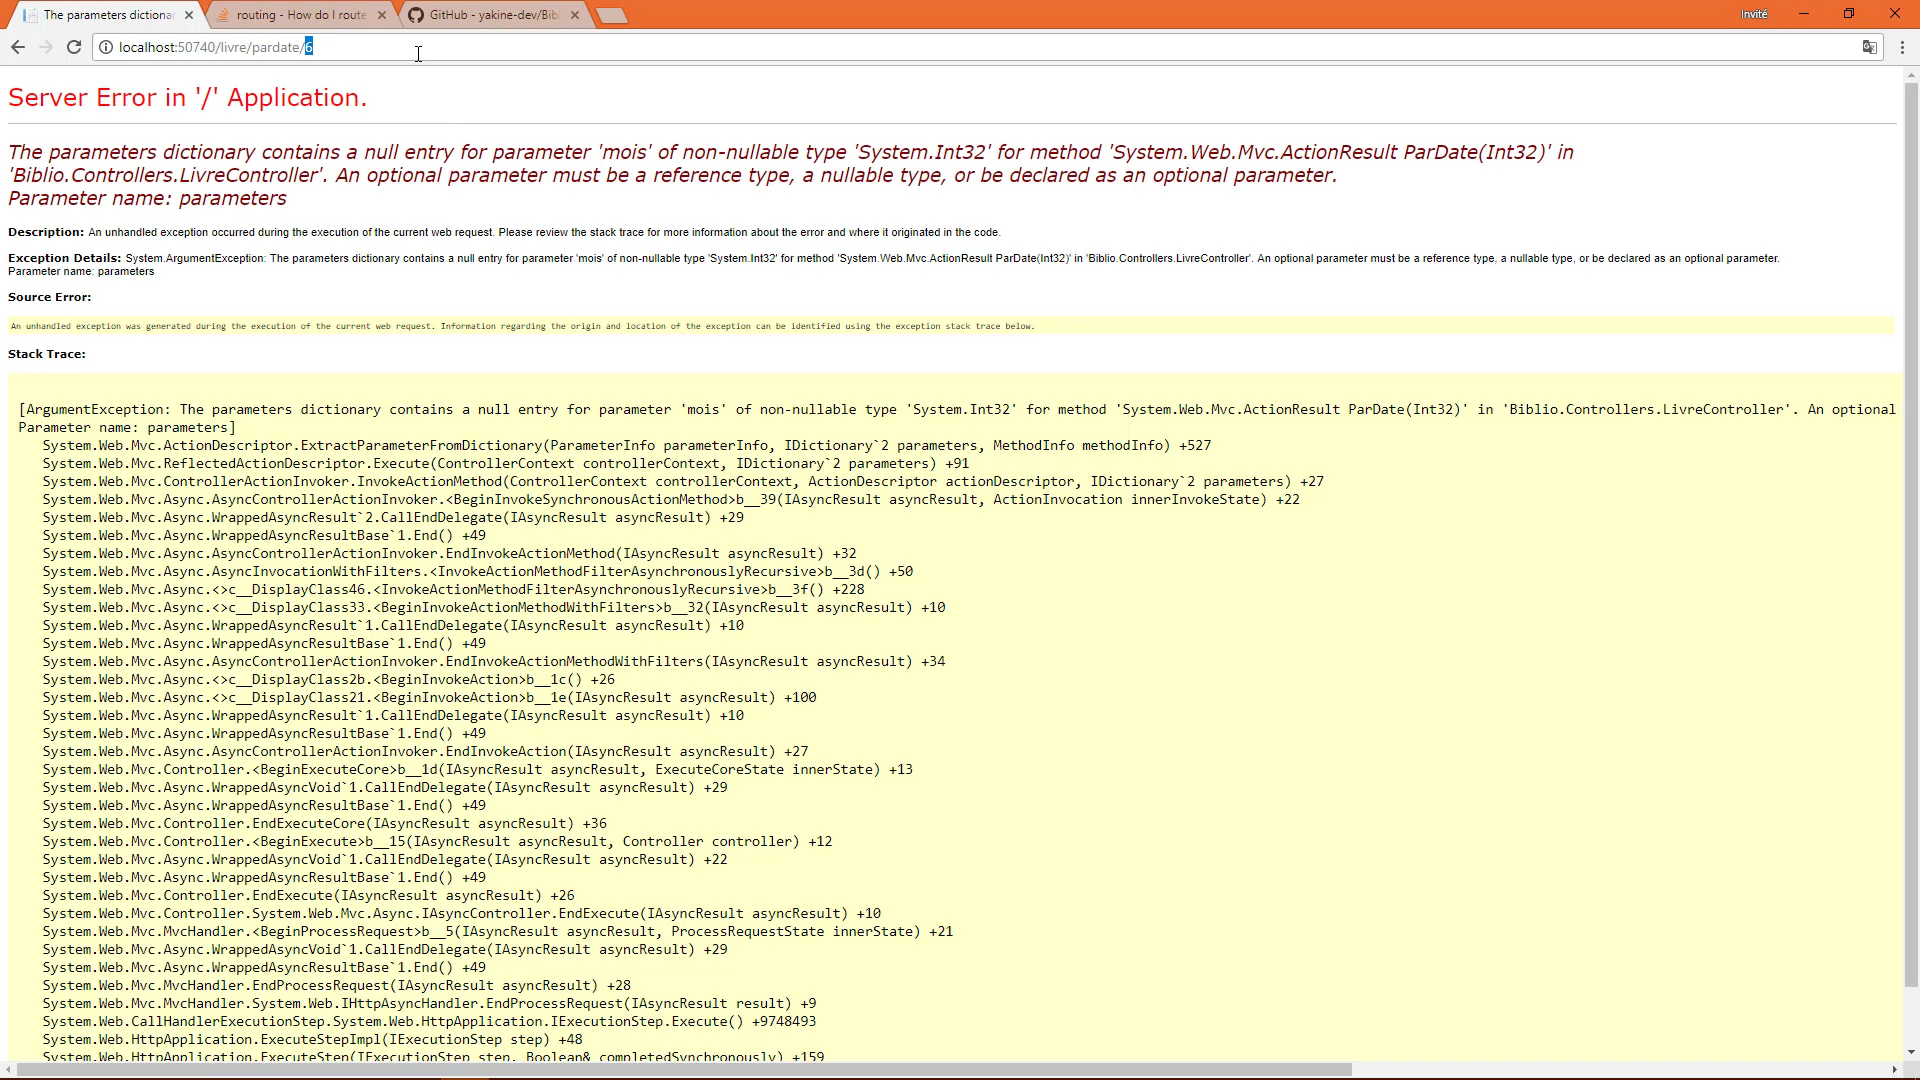 The parameters dictionar
routing - How do I route
GitHub - yakine-dev/Bib
Invité
localhost:50740/livre/pardate/6
Server Error in '/' Application.
The parameters dictionary contains a null entry for parameter 'mois' of non-nullable type 'System.Int32' for method 'System.Web.Mvc.ActionResult ParDate(Int32)' in
'Biblio.Controllers.LivreController'. An optional parameter must be a reference type, a nullable type, or be declared as an optional parameter.
Parameter name: parameters
Description: An unhandled exception occurred during the execution of the current web request. Please review the stack trace for more information about the error and where it originated in the code.
Exception Details: System.ArgumentException: The parameters dictionary contains a null entry for parameter 'mois' of non-nullable type 'System.Int32' for method 'System.Web.Mvc.ActionResult ParDate(Int32)' in 'Biblio.Controllers.LivreController'. An optional parameter must be a reference type, a nullable type, or be declared as an optional parameter.
Parameter name: parameters
Source Error:
An unhandled exception was generated during the execution of the current web request. Information regarding the origin and location of the exception can be identified using the exception stack trace below.
Stack Trace:
[ArgumentException: The parameters dictionary contains a null entry for parameter 'mois' of non-nullable type 'System.Int32' for method 'System.Web.Mvc.ActionResult ParDate(Int32)' in 'Biblio.Controllers.LivreController'. An optional
Parameter name: parameters]
System.Web.Mvc.ActionDescriptor.ExtractParameterFromDictionary(ParameterInfo parameterInfo, IDictionary`2 parameters, MethodInfo methodInfo) +527
System.Web.Mvc.ReflectedActionDescriptor.Execute(ControllerContext controllerContext, IDictionary`2 parameters) +91
System.Web.Mvc.ControllerActionInvoker.InvokeActionMethod(ControllerContext controllerContext, ActionDescriptor actionDescriptor, IDictionary`2 parameters) +27
System.Web.Mvc.Async.AsyncControllerActionInvoker.<BeginInvokeSynchronousActionMethod>b__39(IAsyncResult asyncResult, ActionInvocation innerInvokeState) +22
System.Web.Mvc.Async.WrappedAsyncResult`2.CallEndDelegate(IAsyncResult asyncResult) +29
System.Web.Mvc.Async.WrappedAsyncResultBase`1.End() +49
System.Web.Mvc.Async.AsyncControllerActionInvoker.EndInvokeActionMethod(IAsyncResult asyncResult) +32
System.Web.Mvc.Async.AsyncInvocationWithFilters.<InvokeActionMethodFilterAsynchronouslyRecursive>b__3d() +50
System.Web.Mvc.Async.<>c__DisplayClass46.<InvokeActionMethodFilterAsynchronouslyRecursive>b__3f() +228
System.Web.Mvc.Async.<>c__DisplayClass33.<BeginInvokeActionMethodWithFilters>b__32(IAsyncResult asyncResult) +10
System.Web.Mvc.Async.WrappedAsyncResult`1.CallEndDelegate(IAsyncResult asyncResult) +10
System.Web.Mvc.Async.WrappedAsyncResultBase`1.End() +49
System.Web.Mvc.Async.AsyncControllerActionInvoker.EndInvokeActionMethodWithFilters(IAsyncResult asyncResult) +34
System.Web.Mvc.Async.<>c__DisplayClass2b.<BeginInvokeAction>b__1c() +26
System.Web.Mvc.Async.<>c__DisplayClass21.<BeginInvokeAction>b__1e(IAsyncResult asyncResult) +100
System.Web.Mvc.Async.WrappedAsyncResult`1.CallEndDelegate(IAsyncResult asyncResult) +10
System.Web.Mvc.Async.WrappedAsyncResultBase`1.End() +49
System.Web.Mvc.Async.AsyncControllerActionInvoker.EndInvokeAction(IAsyncResult asyncResult) +27
System.Web.Mvc.Controller.<BeginExecuteCore>b__1d(IAsyncResult asyncResult, ExecuteCoreState innerState) +13
System.Web.Mvc.Async.WrappedAsyncVoid`1.CallEndDelegate(IAsyncResult asyncResult) +29
System.Web.Mvc.Async.WrappedAsyncResultBase`1.End() +49
System.Web.Mvc.Controller.EndExecuteCore(IAsyncResult asyncResult) +36
System.Web.Mvc.Controller.<BeginExecute>b__15(IAsyncResult asyncResult, Controller controller) +12
System.Web.Mvc.Async.WrappedAsyncVoid`1.CallEndDelegate(IAsyncResult asyncResult) +22
System.Web.Mvc.Async.WrappedAsyncResultBase`1.End() +49
System.Web.Mvc.Controller.EndExecute(IAsyncResult asyncResult) +26
System.Web.Mvc.Controller.System.Web.Mvc.Async.IAsyncController.EndExecute(IAsyncResult asyncResult) +10
System.Web.Mvc.MvcHandler.<BeginProcessRequest>b__5(IAsyncResult asyncResult, ProcessRequestState innerState) +21
System.Web.Mvc.Async.WrappedAsyncVoid`1.CallEndDelegate(IAsyncResult asyncResult) +29
System.Web.Mvc.Async.WrappedAsyncResultBase`1.End() +49
System.Web.Mvc.MvcHandler.EndProcessRequest(IAsyncResult asyncResult) +28
System.Web.Mvc.MvcHandler.System.Web.IHttpAsyncHandler.EndProcessRequest(IAsyncResult result) +9
System.Web.CallHandlerExecutionStep.System.Web.HttpApplication.IExecutionStep.Execute() +9748493
System.Web.HttpApplication.ExecuteStepImpl(IExecutionStep step) +48
System.Web.HttpApplication.ExecuteStep(IExecutionStep step, Boolean& completedSynchronously) +159